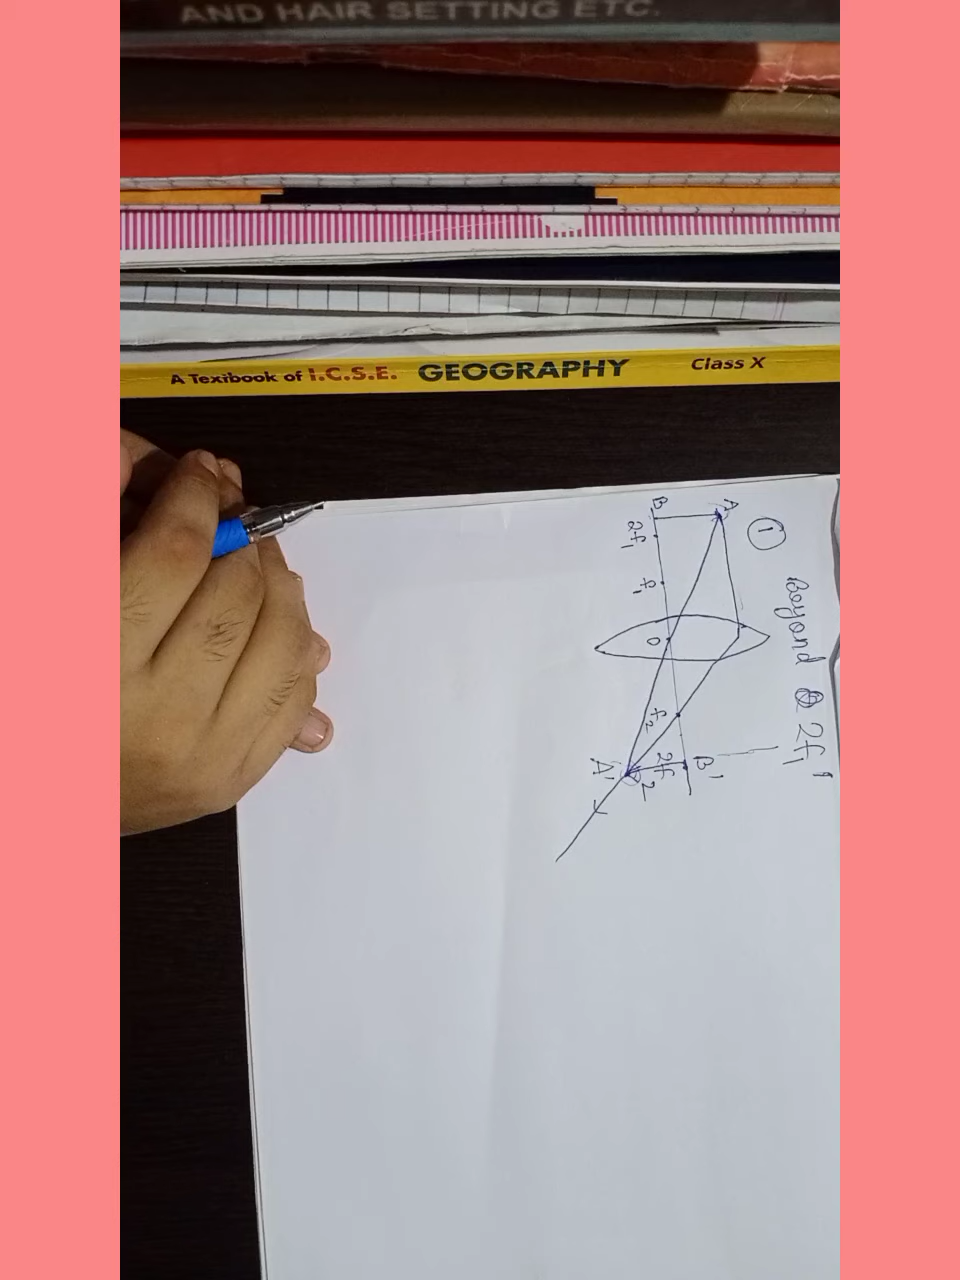 AND HAIR SETTING ETC.
A Textbook of I.C.S.E. GEOGRAPHY Class X
① Beyond 2f₁
A
B 2f₁ f₁ O f₂ 2f₂ B'
A'